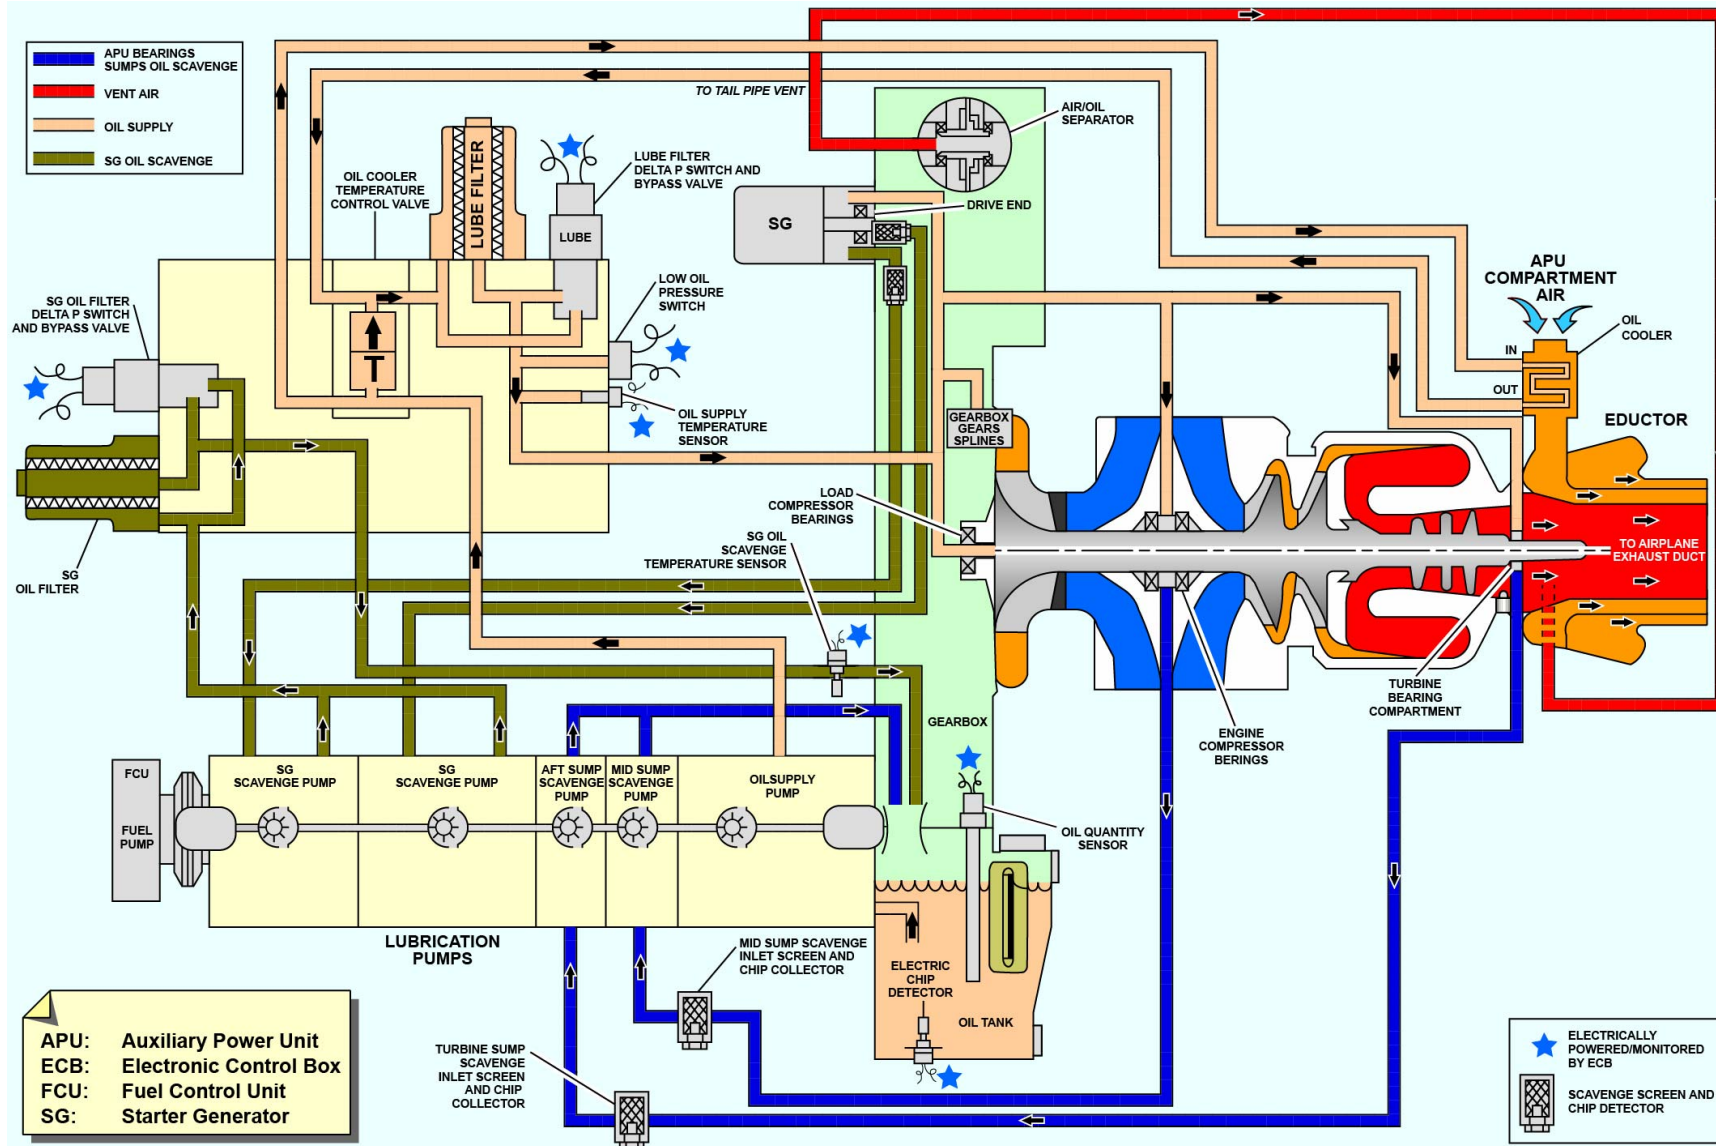 APU BEARINGS
SUMPS OIL SCAVENGE
VENT AIR
OIL SUPPLY
SG OIL SCAVENGE
TO TAIL PIPE VENT
AIR/OIL
SEPARATOR
OIL COOLER
TEMPERATURE
CONTROL VALVE
LUBE FILTER
LUBE FILTER
DELTA P SWITCH AND
BYPASS VALVE
LUBE
SG
DRIVE END
LOW OIL
PRESSURE
SWITCH
SG OIL FILTER
DELTA P SWITCH
AND BYPASS VALVE
T
OIL SUPPLY
TEMPERATURE
SENSOR
GEARBOX
GEARS
SPLINES
APU
COMPARTMENT
AIR
OIL
COOLER
IN
OUT
EDUCTOR
LOAD
COMPRESSOR
BEARINGS
SG OIL
SCAVENGE
TEMPERATURE SENSOR
SG
OIL FILTER
TO AIRPLANE
EXHAUST DUCT
TURBINE
BEARING
COMPARTMENT
ENGINE
COMPRESSOR
BERINGS
GEARBOX
FCU
FUEL
PUMP
SG
SCAVENGE PUMP
SG
SCAVENGE PUMP
AFT SUMP
SCAVENGE
PUMP
MID SUMP
SCAVENGE
PUMP
OILSUPPLY
PUMP
OIL QUANTITY
SENSOR
LUBRICATION
PUMPS
MID SUMP SCAVENGE
INLET SCREEN AND
CHIP COLLECTOR
ELECTRIC
CHIP
DETECTOR
OIL TANK
TURBINE SUMP
SCAVENGE
INLET SCREEN
AND CHIP
COLLECTOR
APU: Auxiliary Power Unit
ECB: Electronic Control Box
FCU: Fuel Control Unit
SG: Starter Generator
ELECTRICALLY
POWERED/MONITORED
BY ECB
SCAVENGE SCREEN AND
CHIP DETECTOR